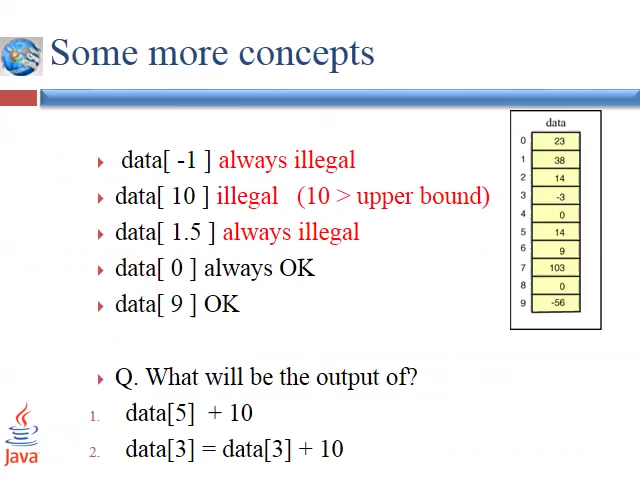 Some more concepts
data[ -1 ] always illegal
data[ 10 ] illegal (10 > upper bound)
data[ 1.5 ] always illegal
data[ 0 ] always OK
data[ 9 ] OK
Q. What will be the output of?
1. data[5] + 10
2. data[3] = data[3] + 10
data
0 23
1 38
2 14
3 -3
4 0
5 14
6 9
7 103
8 0
9 -56
Java